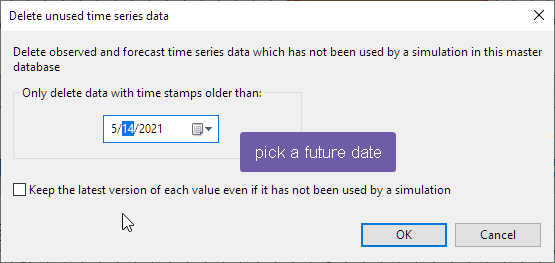 Delete unused time series data
Delete observed and forecast time series data which has not been used by a simulation in this master
database
Only delete data with time stamps older than:
5/14/2021
pick a future date
Keep the latest version of each value even if it has not been used by a simulation
OK
Cancel